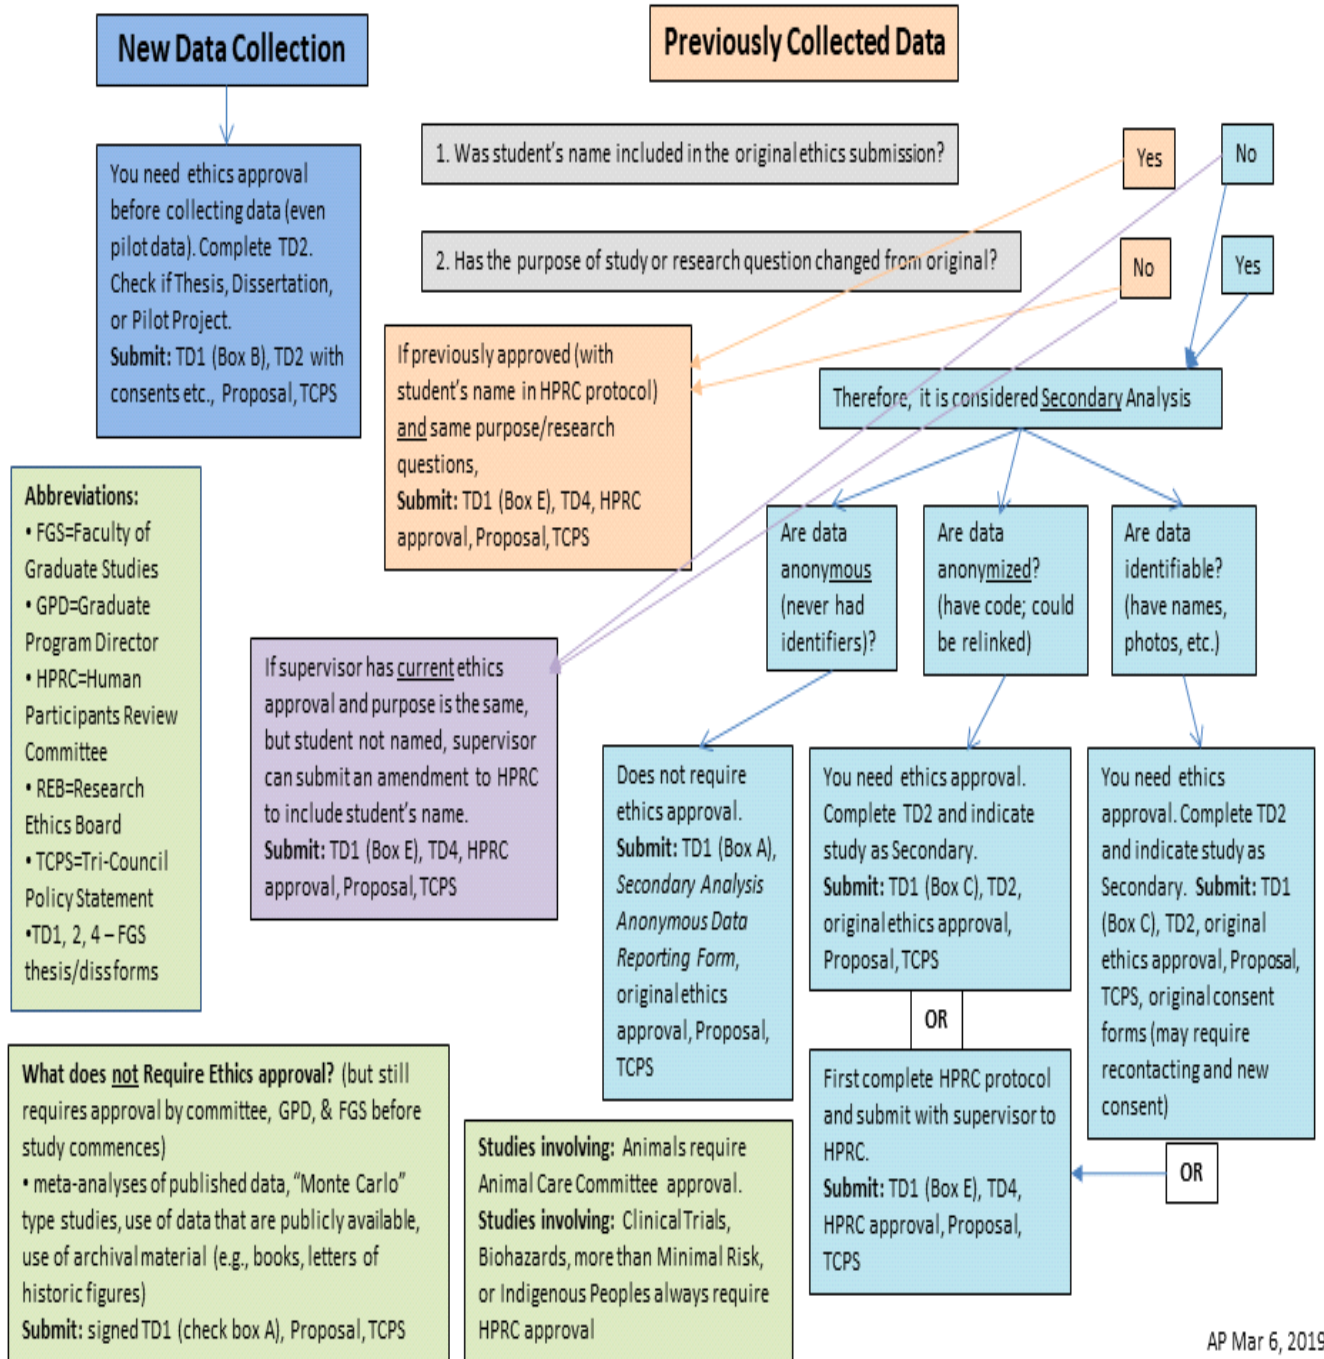 New Data Collection
Previously Collected Data
You need ethics approval
before collecting data (even
pilot data). Complete TD2.
Check if Thesis, Dissertation,
or Pilot Project.
Submit: TD1 (Box B), TD2 with
consents etc., Proposal, TCPS
1. Was student's name included in the original ethics submission?
Yes
No
2. Has the purpose of study or research question changed from original?
No
Yes
If previously approved (with
student's name in HPRC protocol)
and same purpose/research
questions,
Submit: TD1 (Box E), TD4, HPRC
approval, Proposal, TCPS
Therefore, it is considered Secondary Analysis
Abbreviations:
• FGS=Faculty of
Graduate Studies
• GPD=Graduate
Program Director
• HPRC=Human
Participants Review
Committee
• REB=Research
Ethics Board
• TCPS=Tri-Council
Policy Statement
•TD1, 2, 4 – FGS
thesis/diss forms
Are data
anonymous
(never had
identifiers)?
Are data
anonymized?
(have code; could
be relinked)
Are data
identifiable?
(have names,
photos, etc.)
If supervisor has current ethics
approval and purpose is the same,
but student not named, supervisor
can submit an amendment to HPRC
to include student's name.
Submit: TD1 (Box E), TD4, HPRC
approval, Proposal, TCPS
Does not require
ethics approval.
Submit: TD1 (Box A),
Secondary Analysis
Anonymous Data
Reporting Form,
original ethics
approval, Proposal,
TCPS
You need ethics approval.
Complete TD2 and indicate
study as Secondary.
Submit: TD1 (Box C), TD2,
original ethics approval,
Proposal, TCPS
You need ethics
approval. Complete TD2
and indicate study as
Secondary. Submit: TD1
(Box C), TD2, original
ethics approval, Proposal,
TCPS, original consent
forms (may require
recontacting and new
consent)
OR
First complete HPRC protocol
and submit with supervisor to
HPRC.
Submit: TD1 (Box E), TD4,
HPRC approval, Proposal,
TCPS
OR
What does not Require Ethics approval? (but still
requires approval by committee, GPD, & FGS before
study commences)
• meta-analyses of published data, "Monte Carlo"
type studies, use of data that are publicly available,
use of archival material (e.g., books, letters of
historic figures)
Submit: signed TD1 (check box A), Proposal, TCPS
Studies involving: Animals require
Animal Care Committee approval.
Studies involving: Clinical Trials,
Biohazards, more than Minimal Risk,
or Indigenous Peoples always require
HPRC approval
AP Mar 6, 2019